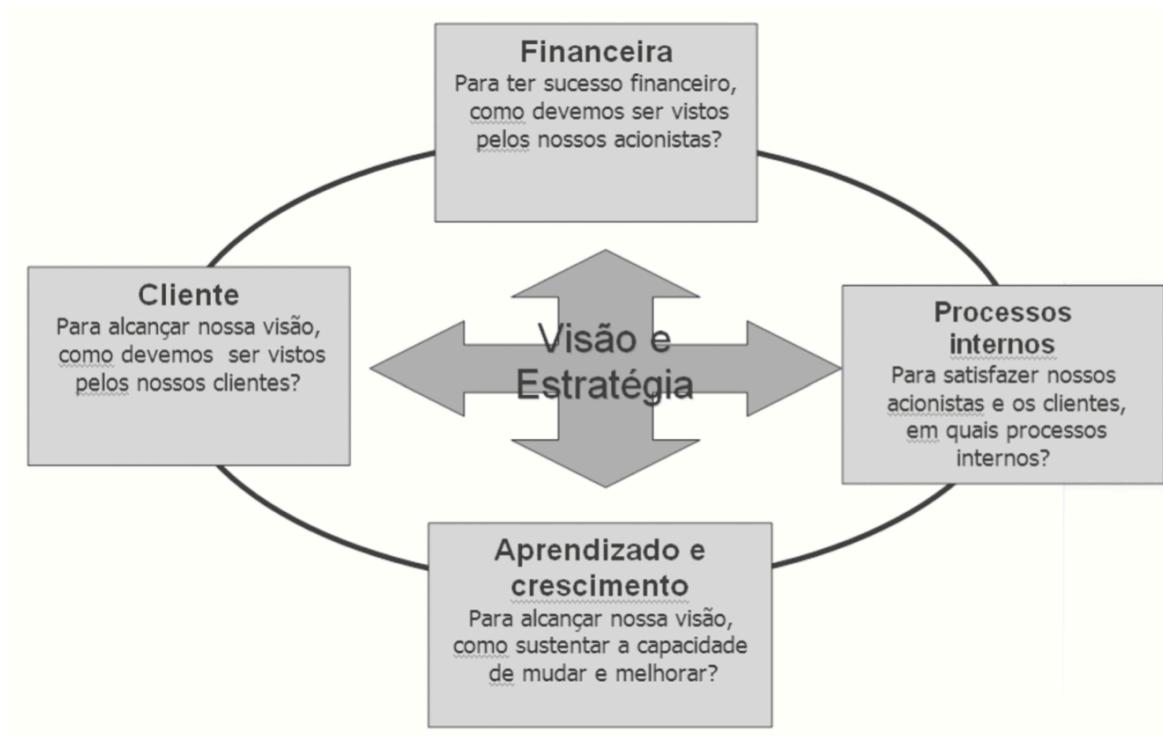 Financeira
Para ter sucesso financeiro,
como devemos ser vistos
pelos nossos acionistas?
Cliente
Para alcançar nossa visão,
como devemos ser vistos
pelos nossos clientes?
Visão e
Estratégia
Processos
internos
Para satisfazer nossos
acionistas e os clientes,
em quais processos
internos?
Aprendizado e
crescimento
Para alcançar nossa visão,
como sustentar a capacidade
de mudar e melhorar?